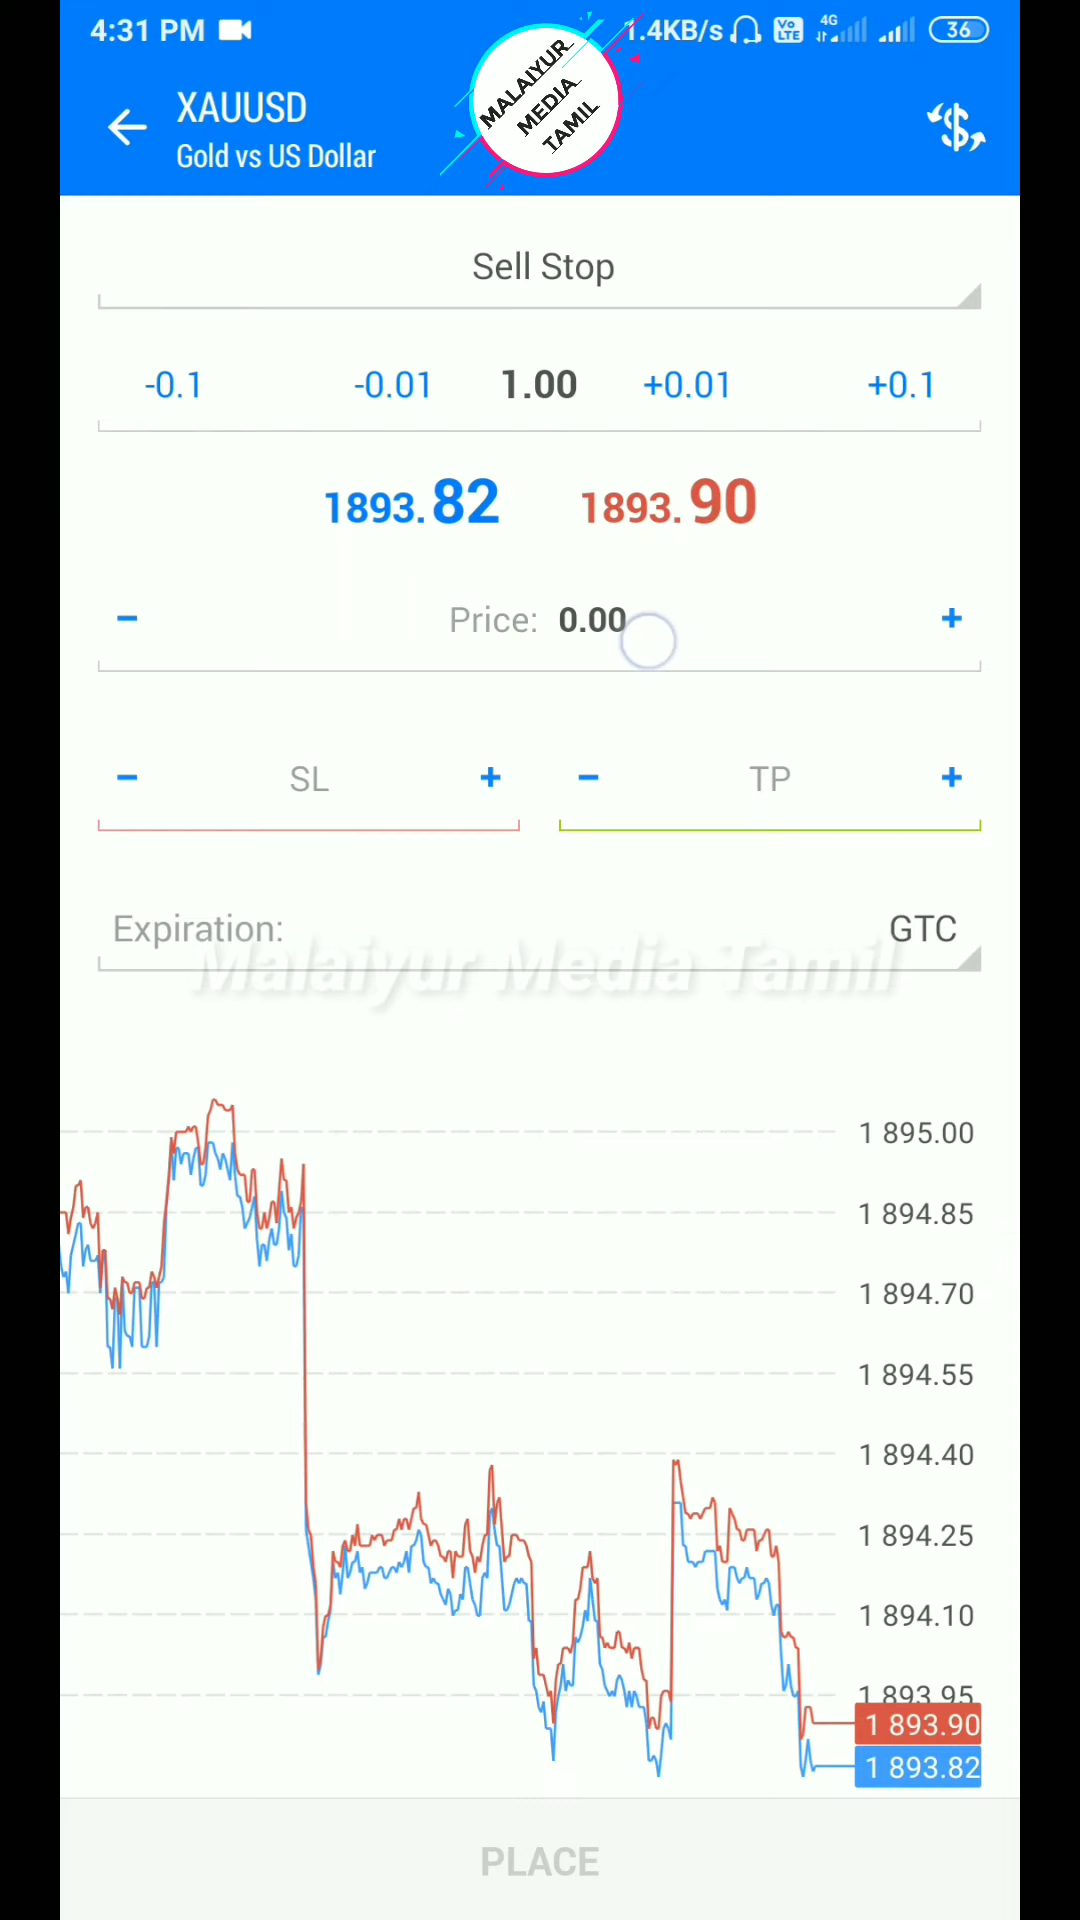 4:31 PM 1.4KB/s Vo LTE 4G 36
MALAIYUR
MEDIA
TAMIL
XAUUSD
Gold vs US Dollar
Sell Stop
-0.1 -0.01 1.00 +0.01 +0.1
1893.82 1893.90
− Price: 0.00 +
− SL + − TP +
Expiration: GTC
Malaiyur Media Tamil
1 895.00
1 894.85
1 894.70
1 894.55
1 894.40
1 894.25
1 894.10
1 893.95
1 893.90
1 893.82
PLACE